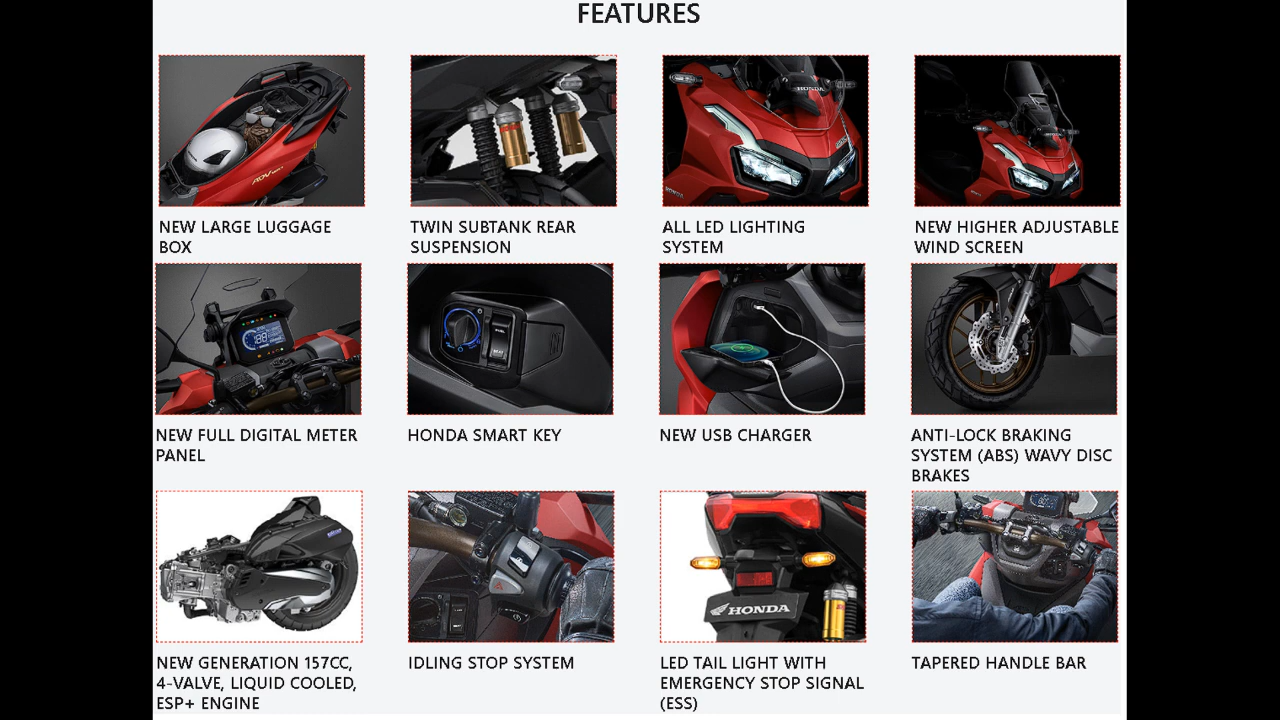 FEATURES
HONDA
NEW LARGE LUGGAGE
BOX
TWIN SUBTANK REAR
SUSPENSION
ALL LED LIGHTING
SYSTEM
NEW HIGHER ADJUSTABLE
WIND SCREEN
NEW FULL DIGITAL METER
PANEL
HONDA SMART KEY
NEW USB CHARGER
ANTI-LOCK BRAKING
SYSTEM (ABS) WAVY DISC
BRAKES
HONDA
NEW GENERATION 157CC,
4-VALVE, LIQUID COOLED,
ESP+ ENGINE
IDLING STOP SYSTEM
LED TAIL LIGHT WITH
EMERGENCY STOP SIGNAL
(ESS)
TAPERED HANDLE BAR